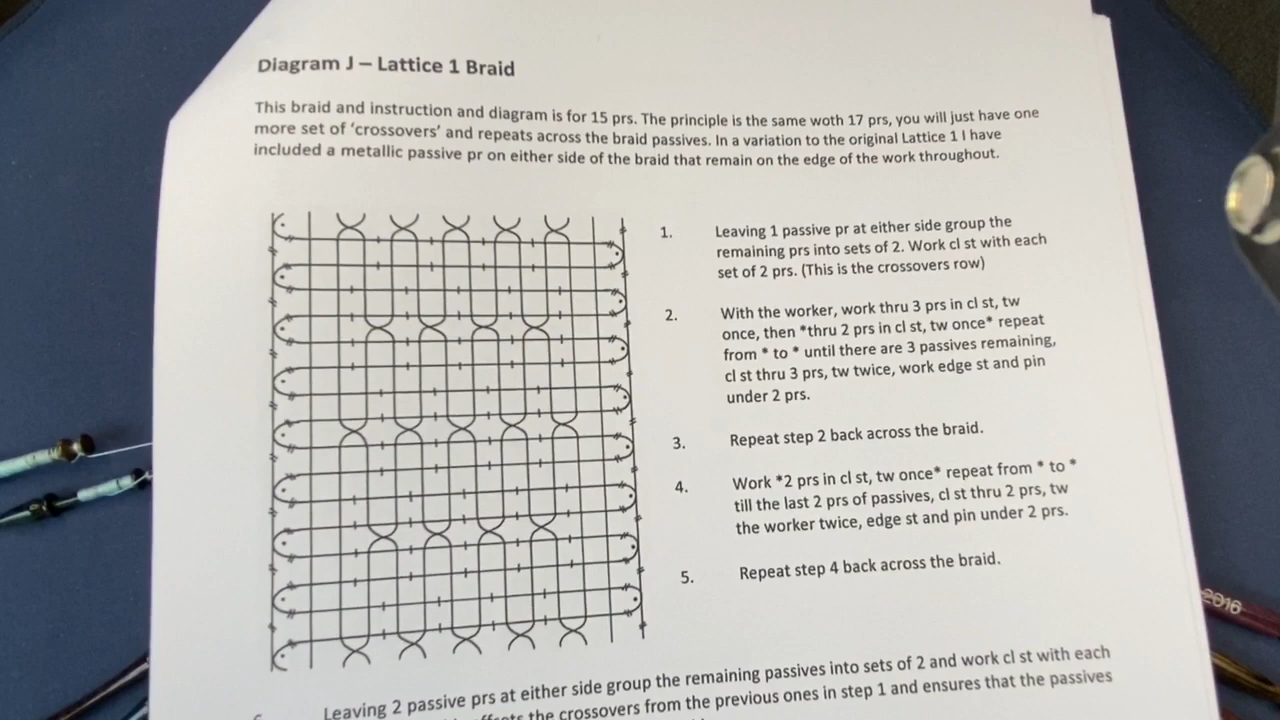 Diagram J – Lattice 1 Braid
This braid and instruction and diagram is for 15 prs. The principle is the same woth 17 prs, you will just have one
more set of ‘crossovers’ and repeats across the braid passives. In a variation to the original Lattice 1 I have
included a metallic passive pr on either side of the braid that remain on the edge of the work throughout.
1. Leaving 1 passive pr at either side group the
remaining prs into sets of 2. Work cl st with each
set of 2 prs. (This is the crossovers row)
2. With the worker, work thru 3 prs in cl st, tw
once, then *thru 2 prs in cl st, tw once* repeat
from * to * until there are 3 passives remaining,
cl st thru 3 prs, tw twice, work edge st and pin
under 2 prs.
3. Repeat step 2 back across the braid.
4. Work *2 prs in cl st, tw once* repeat from * to *
till the last 2 prs of passives, cl st thru 2 prs, tw
the worker twice, edge st and pin under 2 prs.
5. Repeat step 4 back across the braid.
Leaving 2 passive prs at either side group the remaining passives into sets of 2 and work cl st with each
the crossovers from the previous ones in step 1 and ensures that the passives
2016